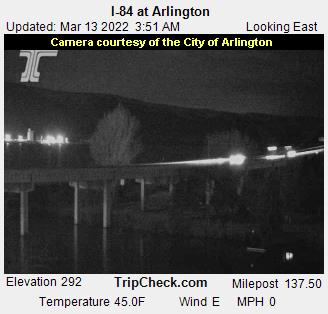 I-84 at Arlington
Updated: Mar 13 2022 3:51 AM Looking East
Camera courtesy of the City of Arlington
Elevation 292 TripCheck.com Milepost 137.50
Temperature 45.0F Wind E MPH 0